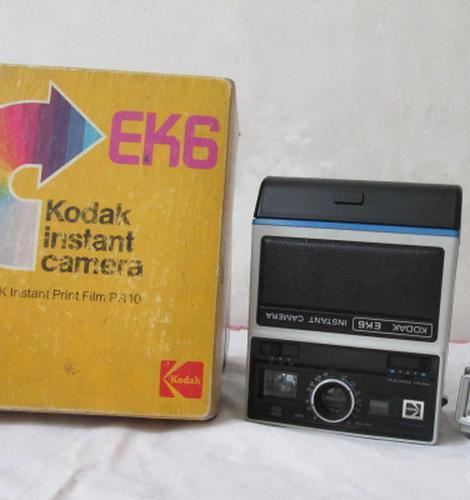 EK6
Kodak
instant
camera
K Instant Print Film PR10
Kodak
KODAK EK6 INSTANT CAMERA